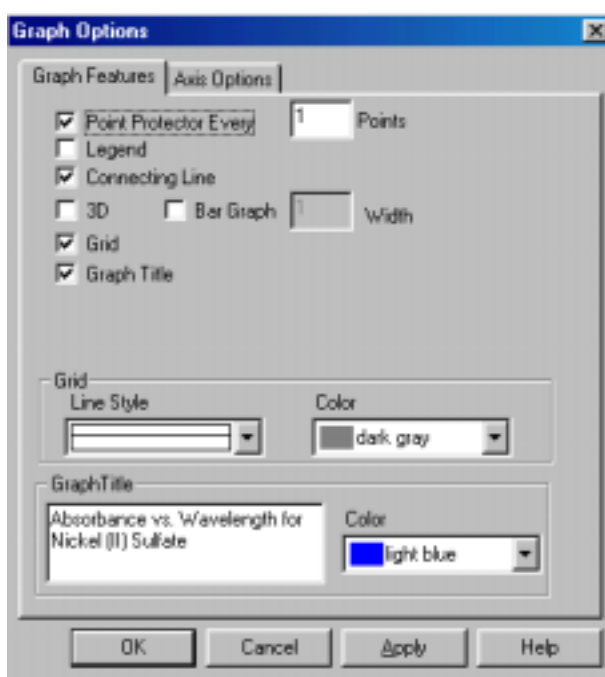 Graph Options
Graph Features
Axis Options
Point Protector Every 1 Points
Legend
Connecting Line
3D Bar Graph 1 Width
Grid
Graph Title
Grid
Line Style Color
dark gray
GraphTitle
Absorbance vs. Wavelength for
Nickel (II) Sulfate
Color
light blue
OK Cancel Apply Help